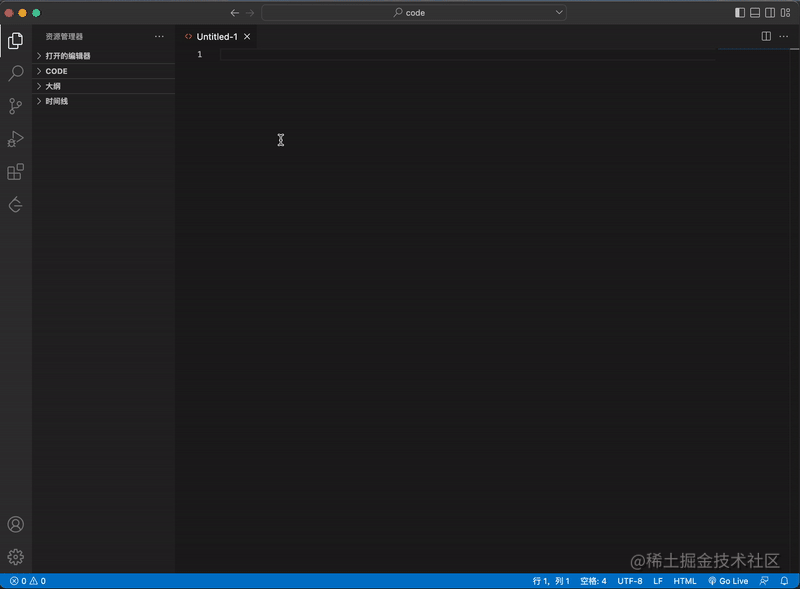 code
资源管理器
Untitled-1
打开的编辑器
CODE
大纲
时间线
1
@稀土掘金技术社区
0 0 行 1，列 1 空格: 4 UTF-8 LF HTML Go Live